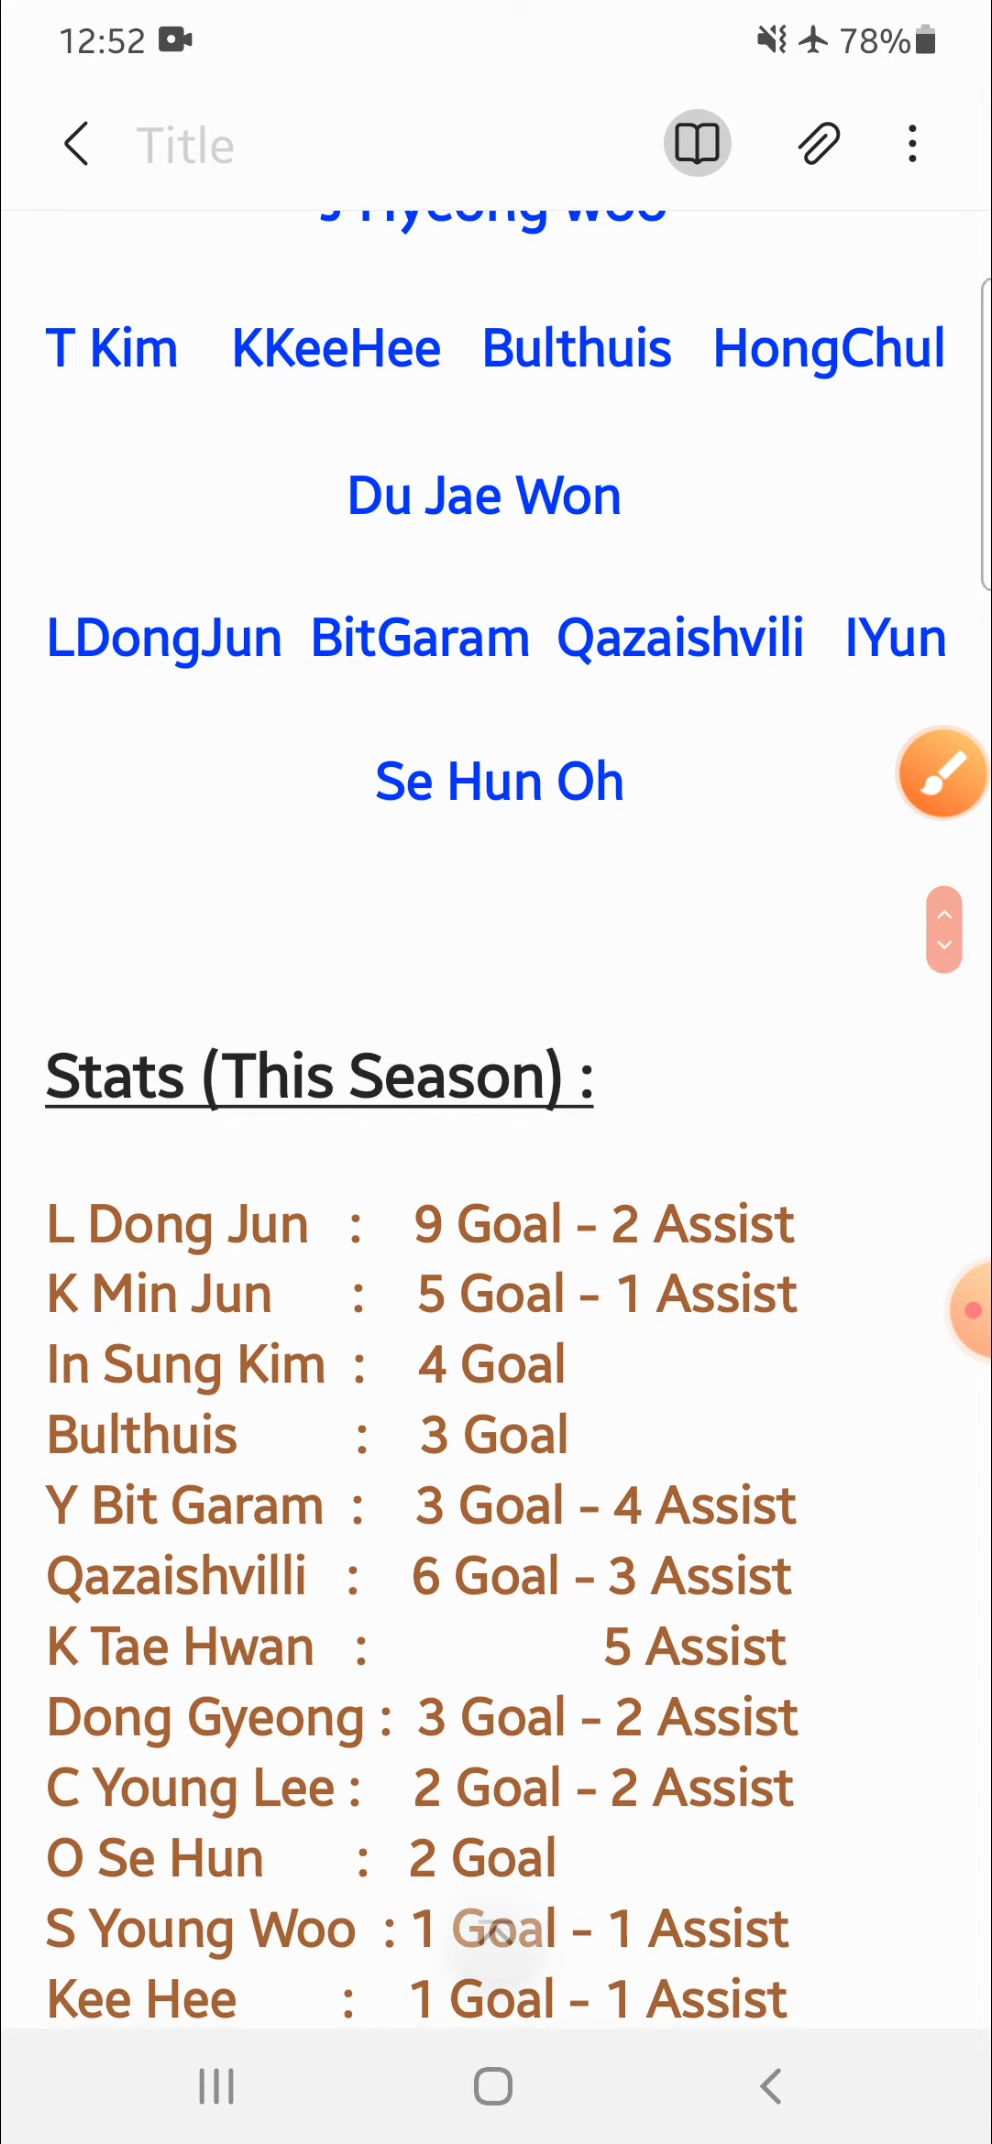 12:52 78%
Title
J Hyeong woo
T Kim KKeeHee Bulthuis HongChul
Du Jae Won
LDongJun BitGaram Qazaishvili IYun
Se Hun Oh
Stats (This Season) :
L Dong Jun : 9 Goal - 2 Assist
K Min Jun : 5 Goal - 1 Assist
In Sung Kim : 4 Goal
Bulthuis : 3 Goal
Y Bit Garam : 3 Goal - 4 Assist
Qazaishvilli : 6 Goal - 3 Assist
K Tae Hwan : 5 Assist
Dong Gyeong : 3 Goal - 2 Assist
C Young Lee : 2 Goal - 2 Assist
O Se Hun : 2 Goal
S Young Woo : 1 Goal - 1 Assist
Kee Hee : 1 Goal - 1 Assist